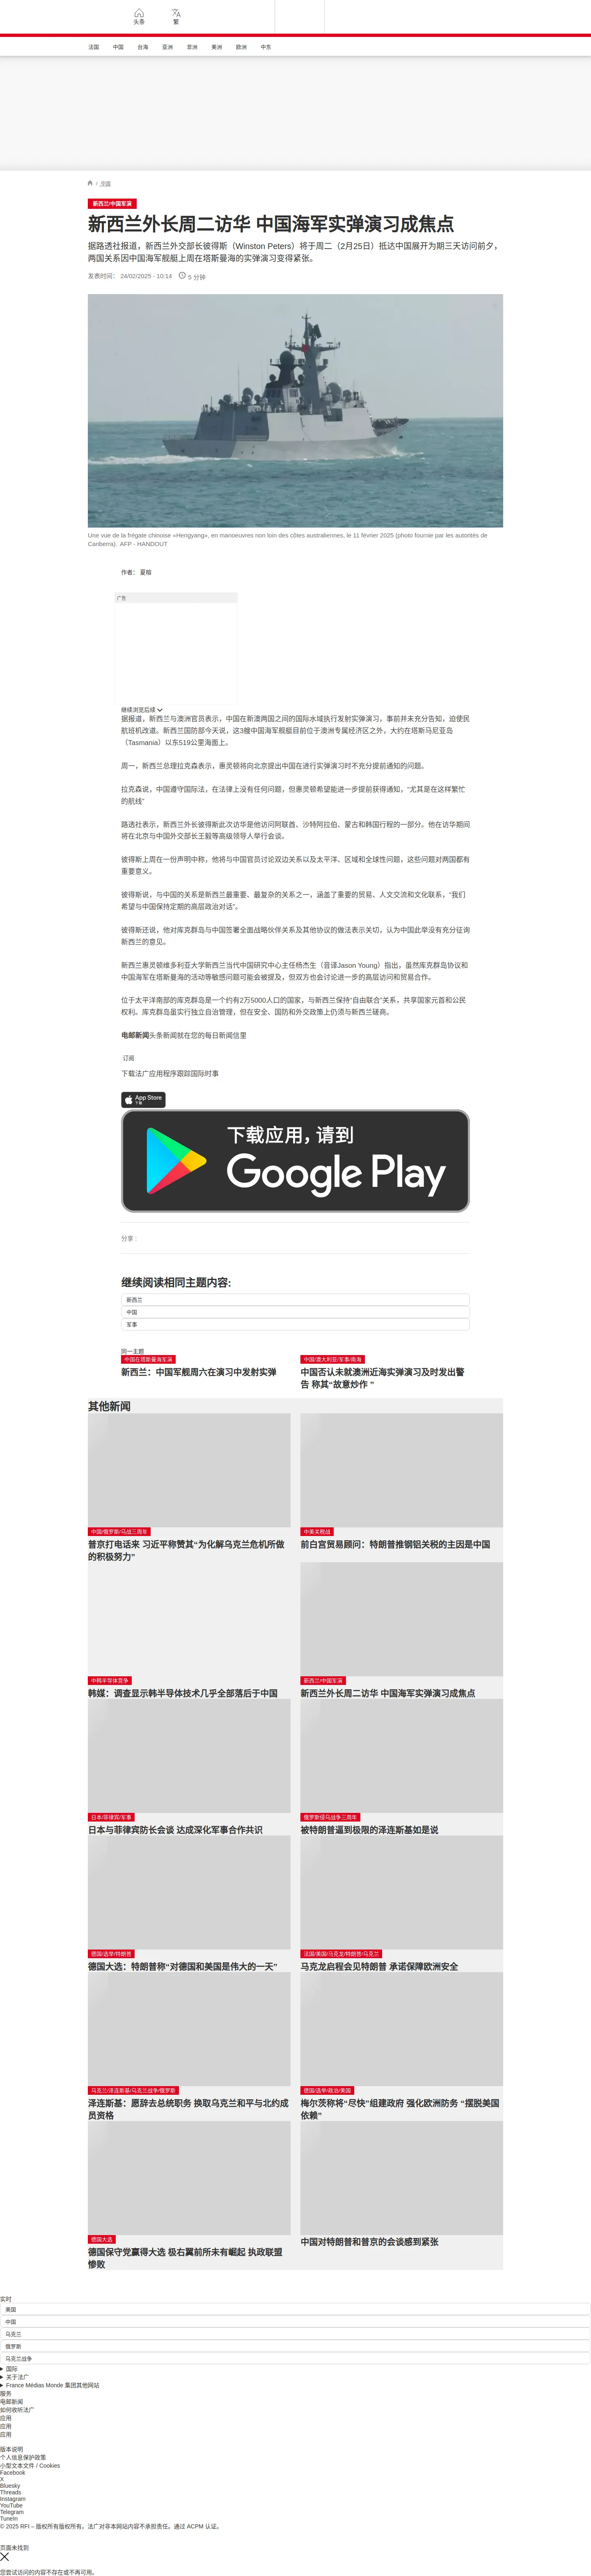 头条
繁
法国
中国
台海
亚洲
非洲
美洲
欧洲
中东
/ 中国
新西兰/中国军演
新西兰外长周二访华 中国海军实弹演习成焦点
据路透社报道，新西兰外交部长彼得斯（Winston Peters）将于周二（2月25日）抵达中国展开为期三天访问前夕，
两国关系因中国海军舰艇上周在塔斯曼海的实弹演习变得紧张。
发表时间： 24/02/2025 - 10:14
5 分钟
Une vue de la frégate chinoise «Hengyang», en manoeuvres non loin des côtes australiennes, le 11 février 2025 (photo fournie par les autorités de
Canberra). AFP - HANDOUT
作者： 夏榕
广告
继续浏览后续
据报道，新西兰与澳洲官员表示，中国在新澳两国之间的国际水域执行发射实弹演习，事前并未充分告知，迫使民
航班机改道。新西兰国防部今天说，这3艘中国海军舰艇目前位于澳洲专属经济区之外，大约在塔斯马尼亚岛
（Tasmania）以东519公里海面上。
周一，新西兰总理拉克森表示，惠灵顿将向北京提出中国在进行实弹演习时不充分提前通知的问题。
拉克森说，中国遵守国际法，在法律上没有任何问题，但惠灵顿希望能进一步提前获得通知，“尤其是在这样繁忙
的航线”
路透社表示，新西兰外长彼得斯此次访华是他访问阿联酋、沙特阿拉伯、蒙古和韩国行程的一部分。他在访华期间
将在北京与中国外交部长王毅等高级领导人举行会谈。
彼得斯上周在一份声明中称，他将与中国官员讨论双边关系以及太平洋、区域和全球性问题，这些问题对两国都有
重要意义。
彼得斯说，与中国的关系是新西兰最重要、最复杂的关系之一，涵盖了重要的贸易、人文交流和文化联系，“我们
希望与中国保持定期的高层政治对话”。
彼得斯还说，他对库克群岛与中国签署全面战略伙伴关系及其他协议的做法表示关切，认为中国此举没有充分征询
新西兰的意见。
新西兰惠灵顿维多利亚大学新西兰当代中国研究中心主任杨杰生（音译Jason Young）指出，虽然库克群岛协议和
中国海军在塔斯曼海的活动等敏感问题可能会被提及，但双方也会讨论进一步的高层访问和贸易合作。
位于太平洋南部的库克群岛是一个约有2万5000人口的国家，与新西兰保持“自由联合”关系，共享国家元首和公民
权利。库克群岛虽实行独立自治管理，但在安全、国防和外交政策上仍须与新西兰磋商。
电邮新闻头条新闻就在您的每日新闻信里
订阅
下载法广应用程序跟踪国际时事
App Store
下载
下载应用，请到
Google Play
分享 :
继续阅读相同主题内容:
新西兰
中国
军事
同一主题
中国在塔斯曼海军演
新西兰：中国军舰周六在演习中发射实弹
中国/澳大利亚/军事/南海
中国否认未就澳洲近海实弹演习及时发出警
告 称其“故意炒作 ”
其他新闻
中国/俄罗斯/乌战三周年
普京打电话来 习近平称赞其“为化解乌克兰危机所做
的积极努力”
中美关税战
前白宫贸易顾问：特朗普推钢铝关税的主因是中国
中韩半导体竞争
韩媒：调查显示韩半导体技术几乎全部落后于中国
新西兰/中国军演
新西兰外长周二访华 中国海军实弹演习成焦点
日本/菲律宾/军事
日本与菲律宾防长会谈 达成深化军事合作共识
俄罗斯侵乌战争三周年
被特朗普逼到极限的泽连斯基如是说
德国/选举/特朗普
德国大选：特朗普称“对德国和美国是伟大的一天”
法国/美国/马克龙/特朗普/乌克兰
马克龙启程会见特朗普 承诺保障欧洲安全
乌克兰/泽连斯基/乌克兰战争/俄罗斯
泽连斯基：愿辞去总统职务 换取乌克兰和平与北约成
员资格
德国/选举/政治/美国
梅尔茨称将“尽快”组建政府 强化欧洲防务 “摆脱美国
依赖”
德国大选
德国保守党赢得大选 极右翼前所未有崛起 执政联盟
惨败
中国对特朗普和普京的会谈感到紧张
实时
美国
中国
乌克兰
俄罗斯
乌克兰战争
国际
关于法广
France Médias Monde 集团其他网站
服务
电邮新闻
如何收听法广
应用
应用
应用
版本说明
个人信息保护政策
小型文本文件 / Cookies
Facebook
X
Bluesky
Threads
Instagram
YouTube
Telegram
TuneIn
© 2025 RFI – 版权所有版权所有。法广对非本网站内容不承担责任。通过 ACPM 认证。
页面未找到
您尝试访问的内容不存在或不再可用。